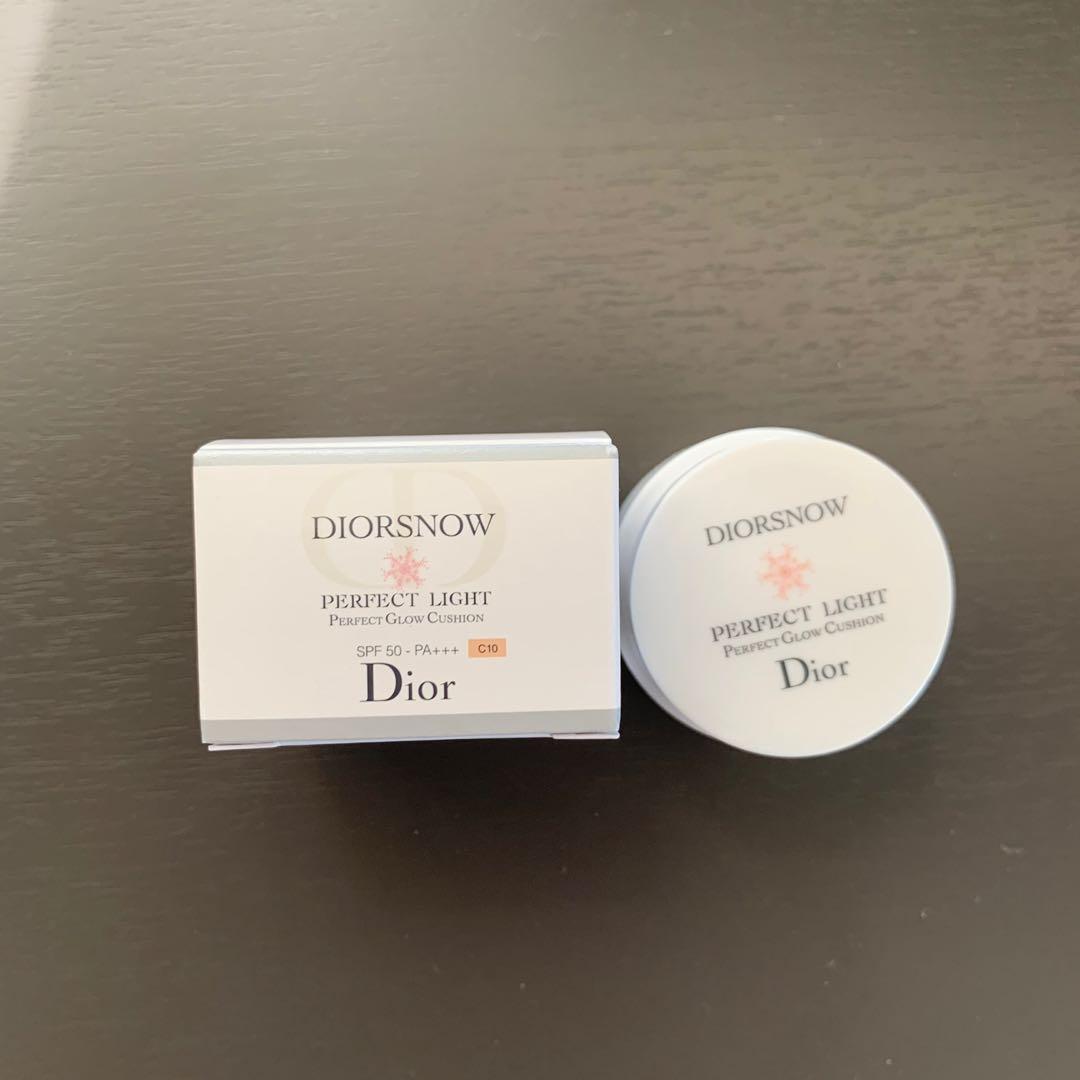 DIORSNOW
PERFECT LIGHT
PERFECT GLOW CUSHION
SPF 50 - PA+++ C10
Dior
DIORSNOW
PERFECT LIGHT
PERFECT GLOW CUSHION
Dior